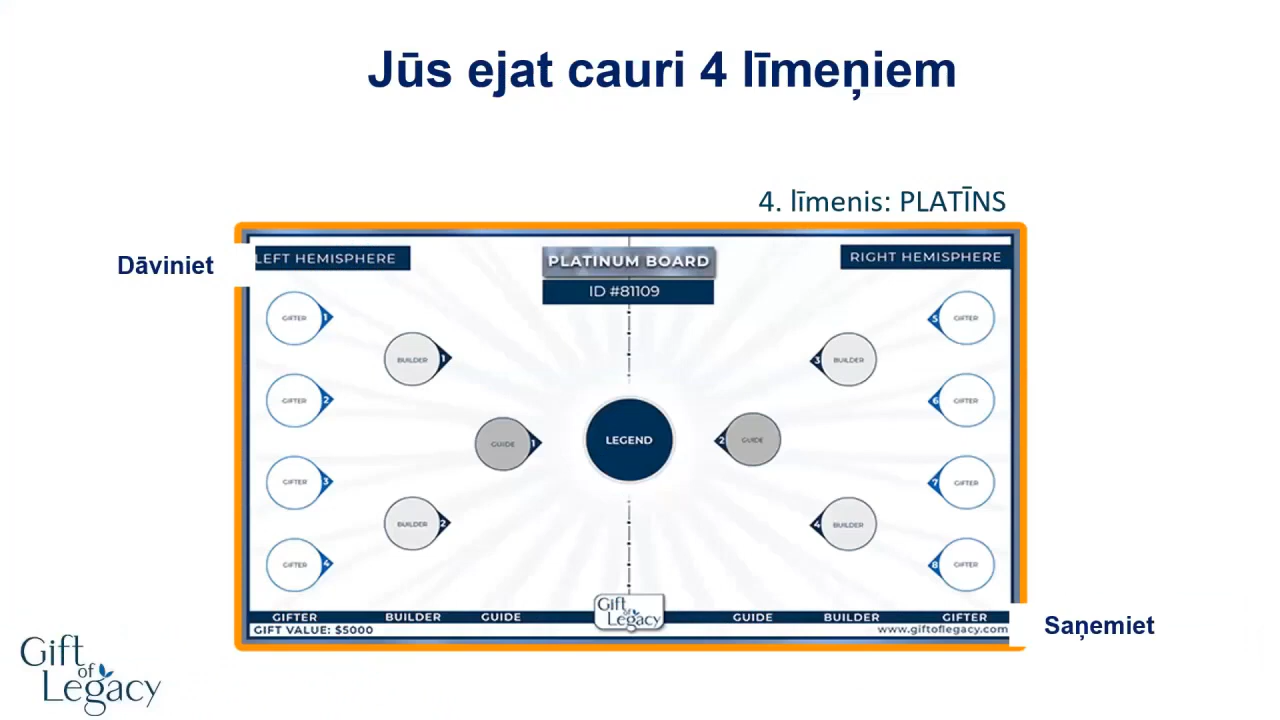 Jūs ejat cauri 4 līmeņiem
4. līmenis: PLATĪNS
Dāviniet
LEFT HEMISPHERE
PLATINUM BOARD
ID #81109
RIGHT HEMISPHERE
GIFTER 1
5 GIFTER
BUILDER 1
3 BUILDER
GIFTER 2
6 GIFTER
GUIDE 1
LEGEND
2 GUIDE
GIFTER 3
7 GIFTER
BUILDER 2
4 BUILDER
GIFTER 4
8 GIFTER
Gift
of
Legacy
GIFTER BUILDER GUIDE GUIDE BUILDER GIFTER
GIFT VALUE: $5000
www.giftoflegacy.com
Saņemiet
Gift
of
Legacy